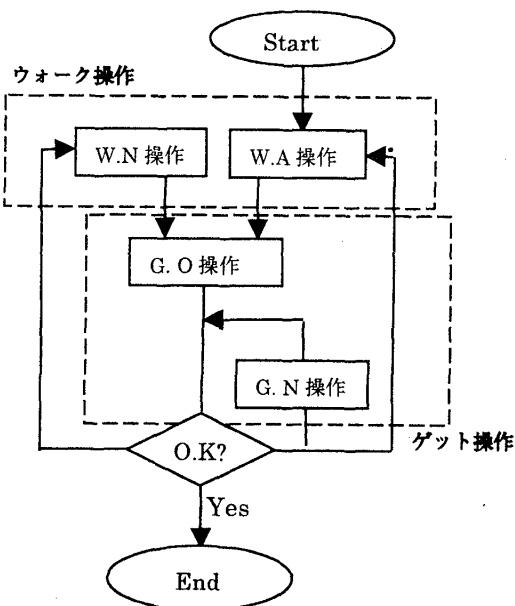 Start
ウォーク操作
W.N 操作
W.A 操作
G. O 操作
G. N 操作
ゲット操作
O.K?
Yes
End